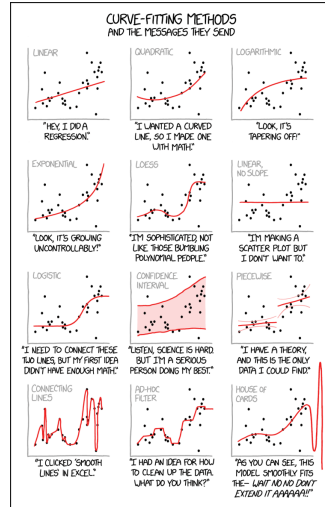 CURVE-FITTING METHODS
AND THE MESSAGES THEY SEND
LINEAR
"HEY, I DID A
REGRESSION."
QUADRATIC
"I WANTED A CURVED
LINE, SO I MADE ONE
WITH MATH."
LOGARITHMIC
"LOOK, IT'S
TAPERING OFF!"
EXPONENTIAL
"LOOK, IT'S GROWING
UNCONTROLLABLY!"
LOESS
"I'M SOPHISTICATED, NOT
LIKE THOSE BUMBLING
POLYNOMIAL PEOPLE."
LINEAR,
NO SLOPE
"I'M MAKING A
SCATTER PLOT BUT
I DON'T WANT TO."
LOGISTIC
"I NEED TO CONNECT THESE
TWO LINES, BUT MY FIRST IDEA
DIDN'T HAVE ENOUGH MATH."
CONFIDENCE
INTERVAL
"LISTEN, SCIENCE IS HARD.
BUT I'M A SERIOUS
PERSON DOING MY BEST."
PIECEWISE
"I HAVE A THEORY,
AND THIS IS THE ONLY
DATA I COULD FIND."
CONNECTING
LINES
"I CLICKED 'SMOOTH
LINES' IN EXCEL."
AD-HOC
FILTER
"I HAD AN IDEA FOR HOW
TO CLEAN UP THE DATA.
WHAT DO YOU THINK?"
HOUSE OF
CARDS
"AS YOU CAN SEE, THIS
MODEL SMOOTHLY FITS
THE- WAIT NO NO DON'T
EXTEND IT AAAAAA!!"